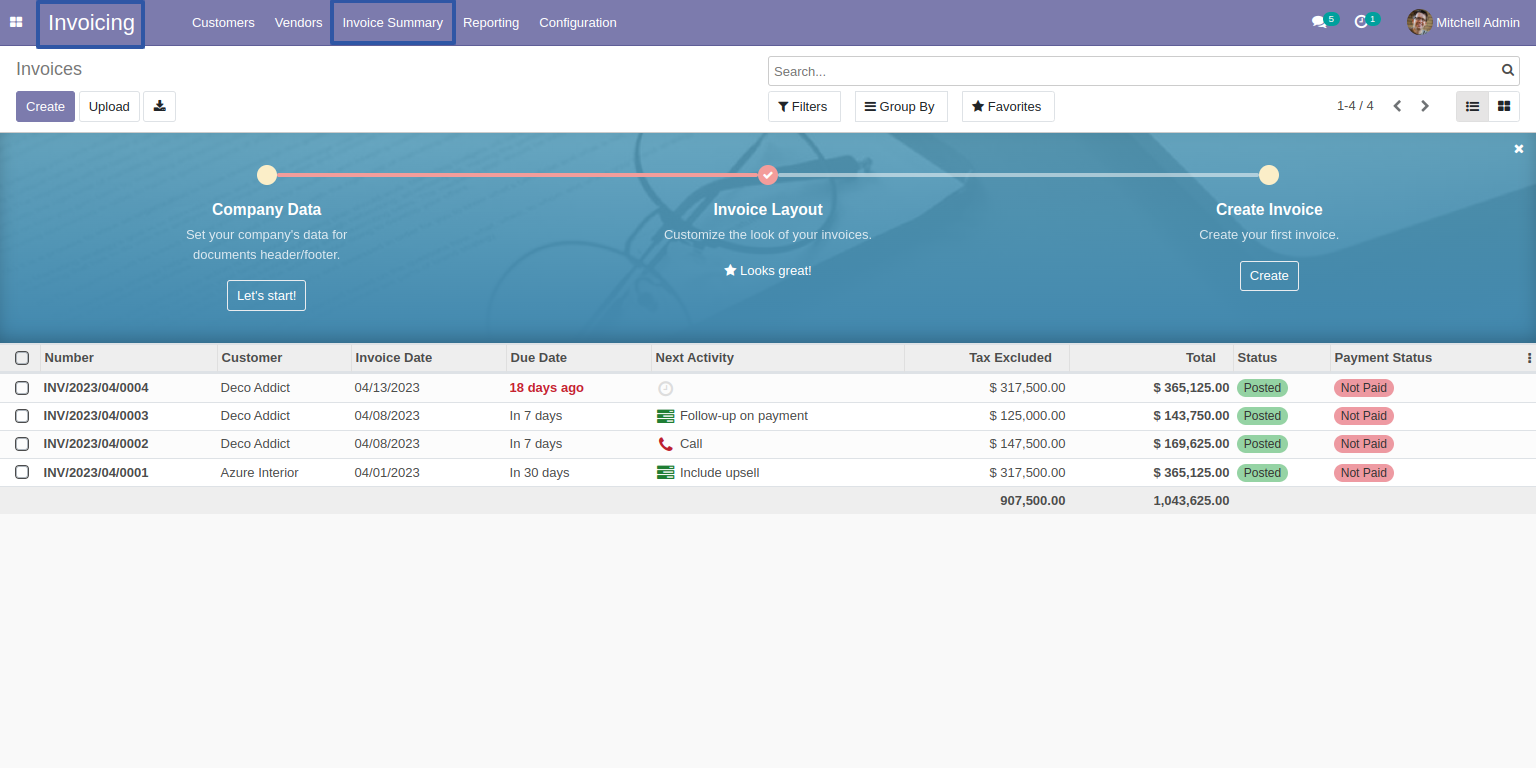 Invoicing Customers Vendors Invoice Summary Reporting Configuration 5 1 Mitchell Admin
Invoices
Search...
Create Upload Filters Group By Favorites 1-4 / 4
Company Data Invoice Layout Create Invoice
Set your company's data for Customize the look of your invoices. Create your first invoice.
documents header/footer.
Looks great!
Let's start! Create
Number Customer Invoice Date Due Date Next Activity Tax Excluded Total Status Payment Status
INV/2023/04/0004 Deco Addict 04/13/2023 18 days ago $ 317,500.00 $ 365,125.00 Posted Not Paid
INV/2023/04/0003 Deco Addict 04/08/2023 In 7 days Follow-up on payment $ 125,000.00 $ 143,750.00 Posted Not Paid
INV/2023/04/0002 Deco Addict 04/08/2023 In 7 days Call $ 147,500.00 $ 169,625.00 Posted Not Paid
INV/2023/04/0001 Azure Interior 04/01/2023 In 30 days Include upsell $ 317,500.00 $ 365,125.00 Posted Not Paid
907,500.00 1,043,625.00